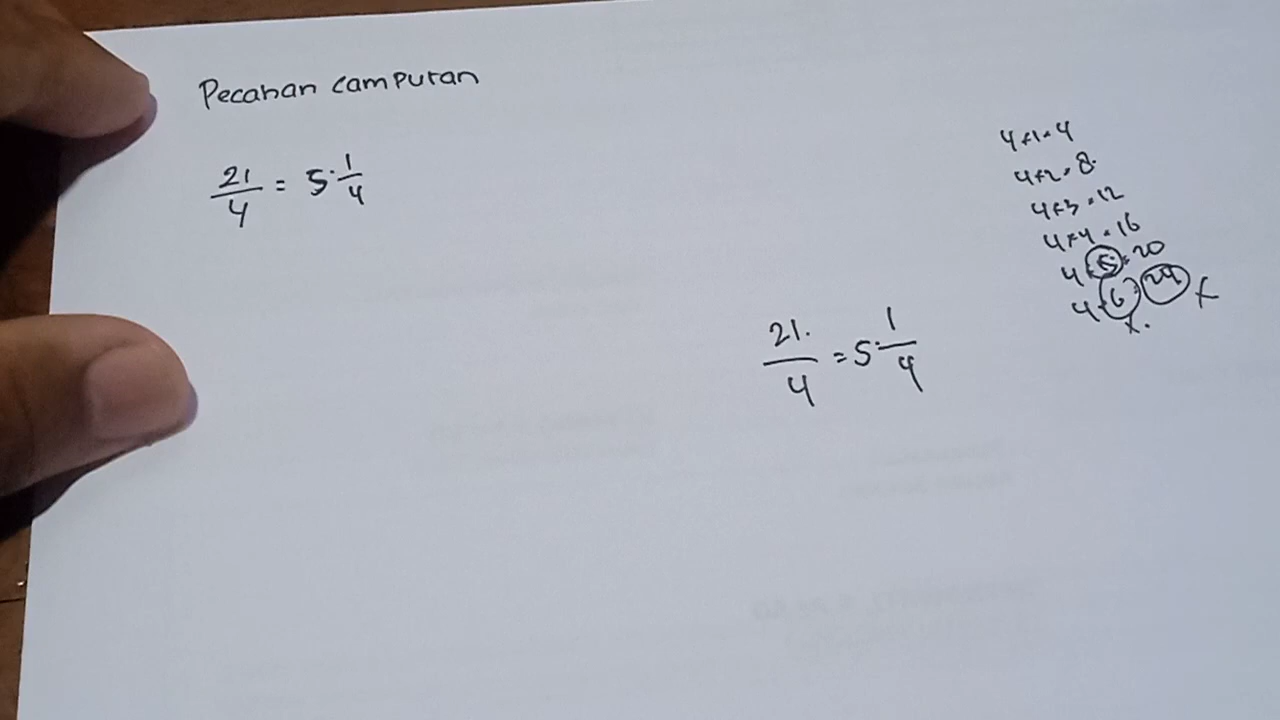 Pecahan campuran
21/4 = 5 1/4
4×1=4
4×2=8
4×3=12
4×4=16
4×5=20
4×6=24 ×
×
21/4 = 5 1/4